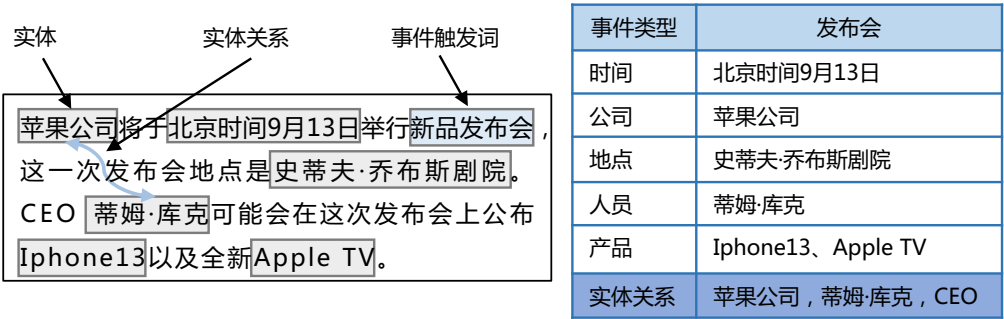 实体 实体关系 事件触发词
苹果公司将于北京时间9月13日举行新品发布会，
这一次发布会地点是史蒂夫·乔布斯剧院。
CEO 蒂姆·库克可能会在这次发布会上公布
Iphone13以及全新Apple TV。
事件类型 发布会
时间 北京时间9月13日
公司 苹果公司
地点 史蒂夫·乔布斯剧院
人员 蒂姆·库克
产品 Iphone13、Apple TV
实体关系 苹果公司，蒂姆·库克，CEO